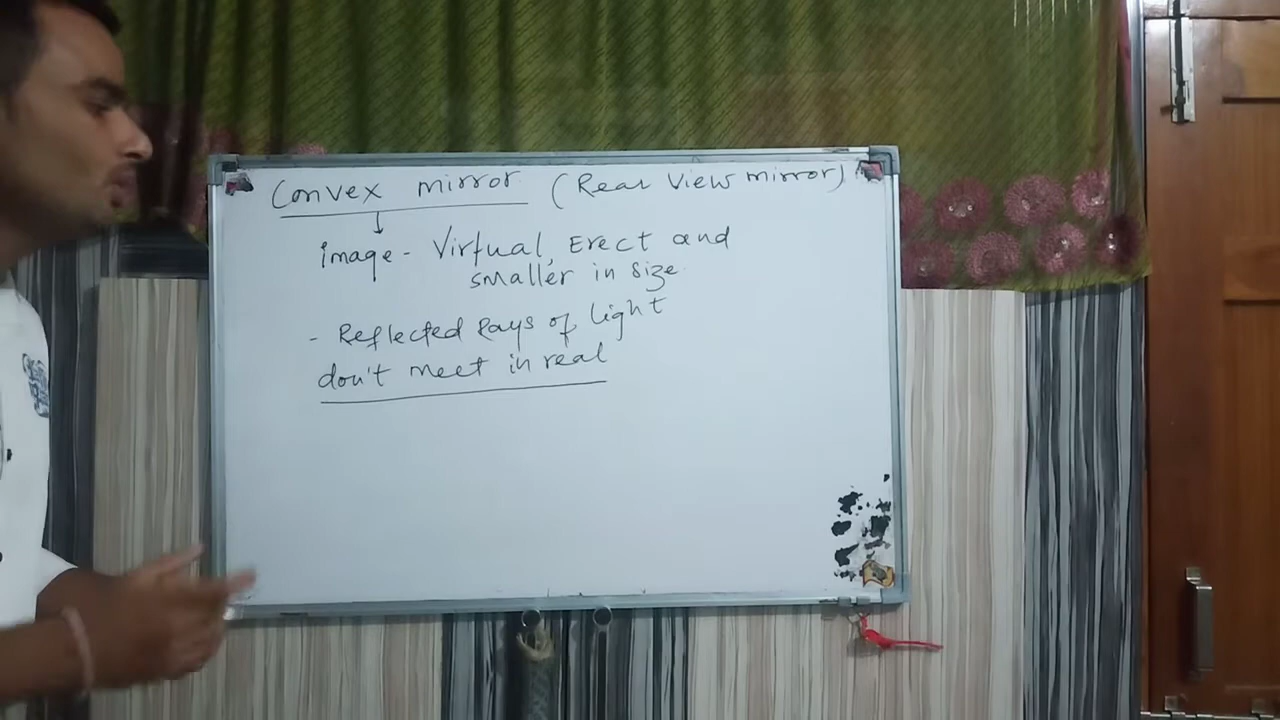 Convex mirror (Rear View mirror)
image - Virtual, Erect and
smaller in size
- Reflected Rays of light
don't meet in real